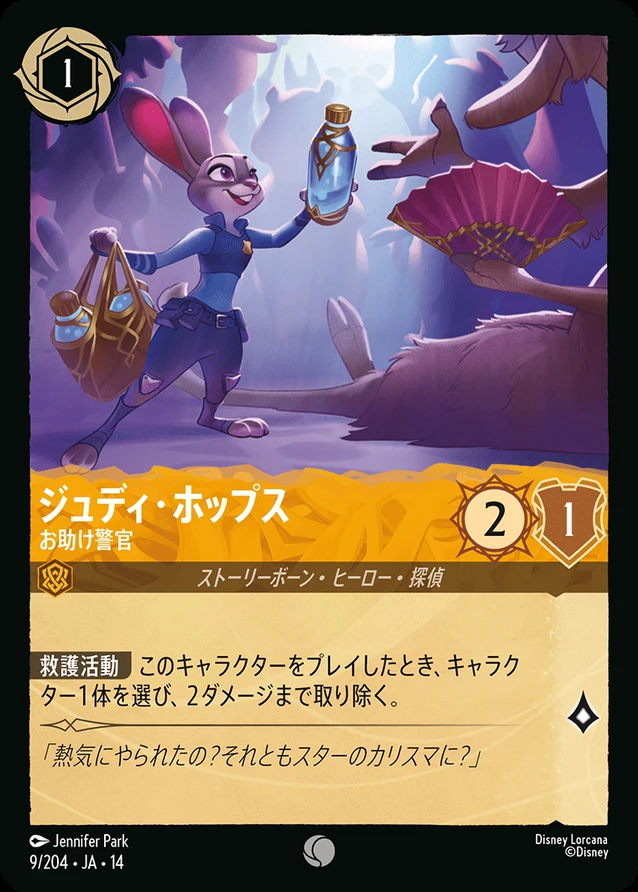 1
ジュディ・ホップス
お助け警官
2
1
ストーリーボーン・ヒーロー・探偵
救護活動 このキャラクターをプレイしたとき、キャラク
ター1体を選び、2ダメージまで取り除く。
「熱気にやられたの?それともスターのカリスマに?」
Jennifer Park
9/204・JA・14
Disney Lorcana
©Disney